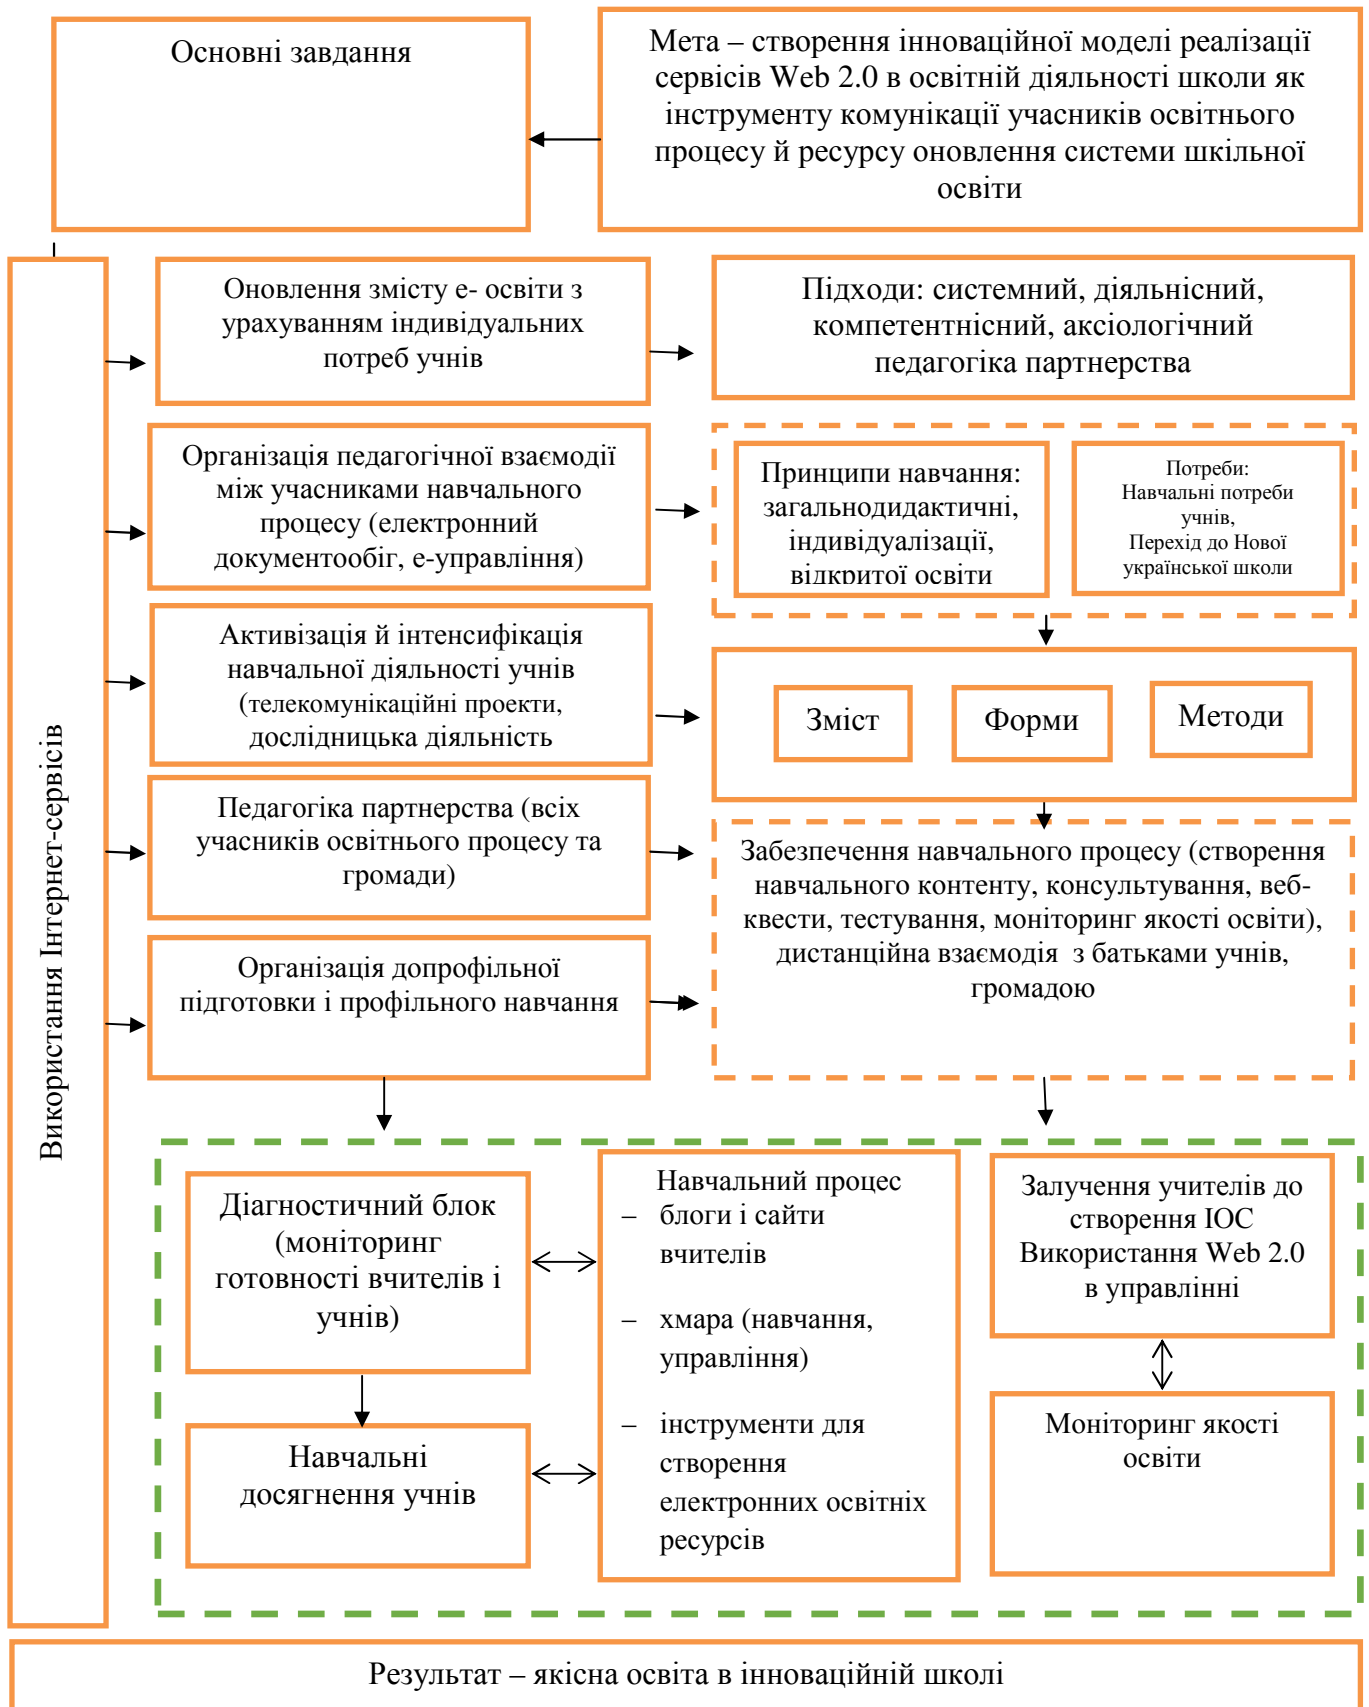 Основні завдання
Мета – створення інноваційної моделі реалізації
сервісів Web 2.0 в освітній діяльності школи як
інструменту комунікації учасників освітнього
процесу й ресурсу оновлення системи шкільної
освіти
Використання Інтернет-сервісів
Оновлення змісту е- освіти з
урахуванням індивідуальних
потреб учнів
Підходи: системний, діяльнісний,
компетентнісний, аксіологічний
педагогіка партнерства
Організація педагогічної взаємодії
між учасниками навчального
процесу (електронний
документообіг, е-управління)
Принципи навчання:
загальнодидактичні,
індивідуалізації,
відкритої освіти
Потреби:
Навчальні потреби
учнів,
Перехід до Нової
української школи
Активізація й інтенсифікація
навчальної діяльності учнів
(телекомунікаційні проекти,
дослідницька діяльність
Зміст
Форми
Методи
Педагогіка партнерства (всіх
учасників освітнього процесу та
громади)
Забезпечення навчального процесу (створення
навчального контенту, консультування, веб-
квести, тестування, моніторинг якості освіти),
дистанційна взаємодія з батьками учнів,
громадою
Організація допрофільної
підготовки і профільного навчання
Діагностичний блок
(моніторинг
готовності вчителів і
учнів)
Навчальний процес
– блоги і сайти
вчителів
– хмара (навчання,
управління)
– інструменти для
створення
електронних освітніх
ресурсів
Залучення учителів до
створення ІОС
Використання Web 2.0
в управлінні
Навчальні
досягнення учнів
Моніторинг якості
освіти
Результат – якісна освіта в інноваційній школі